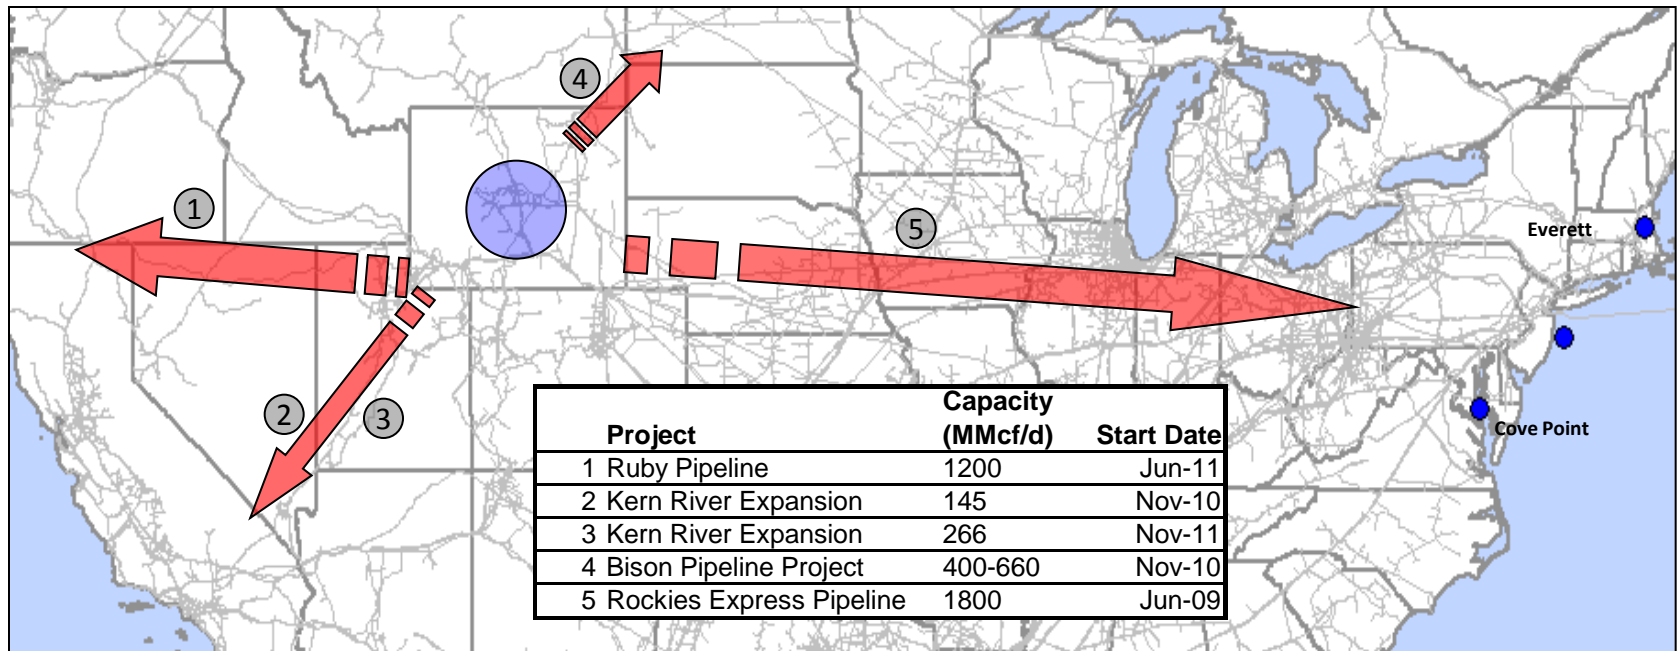 4
1
5
Everett
2
3
Cove Point
Project Capacity (MMcf/d) Start Date
1 Ruby Pipeline 1200 Jun-11
2 Kern River Expansion 145 Nov-10
3 Kern River Expansion 266 Nov-11
4 Bison Pipeline Project 400-660 Nov-10
5 Rockies Express Pipeline 1800 Jun-09